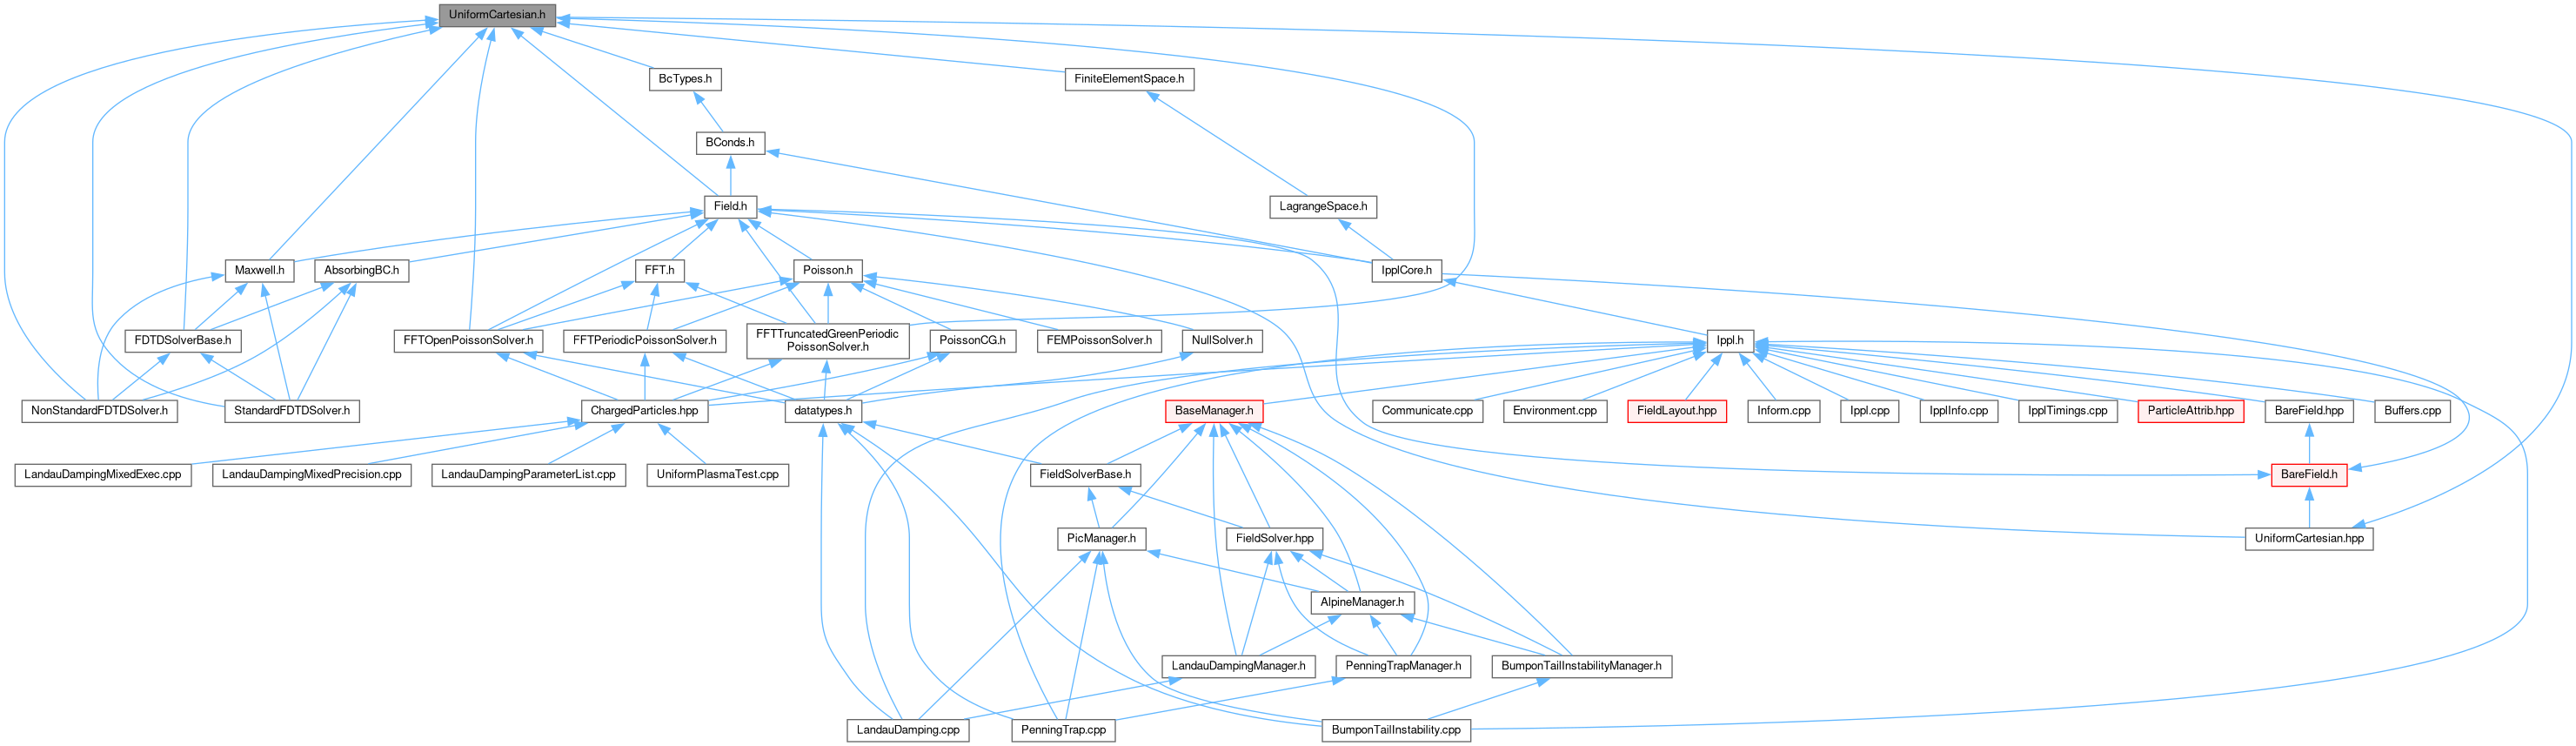 UniformCartesian.h
BcTypes.h
FiniteElementSpace.h
BConds.h
Field.h
LagrangeSpace.h
Maxwell.h
AbsorbingBC.h
FFT.h
Poisson.h
IpplCore.h
FDTDSolverBase.h
FFTOpenPoissonSolver.h
FFTPeriodicPoissonSolver.h
FFTTruncatedGreenPeriodic
PoissonSolver.h
PoissonCG.h
FEMPoissonSolver.h
NullSolver.h
Ippl.h
NonStandardFDTDSolver.h
StandardFDTDSolver.h
ChargedParticles.hpp
datatypes.h
BaseManager.h
Communicate.cpp
Environment.cpp
FieldLayout.hpp
Inform.cpp
Ippl.cpp
IpplInfo.cpp
IpplTimings.cpp
ParticleAttrib.hpp
BareField.hpp
Buffers.cpp
LandauDampingMixedExec.cpp
LandauDampingMixedPrecision.cpp
LandauDampingParameterList.cpp
UniformPlasmaTest.cpp
FieldSolverBase.h
BareField.h
PicManager.h
FieldSolver.hpp
UniformCartesian.hpp
AlpineManager.h
LandauDampingManager.h
PenningTrapManager.h
BumponTailInstabilityManager.h
LandauDamping.cpp
PenningTrap.cpp
BumponTailInstability.cpp